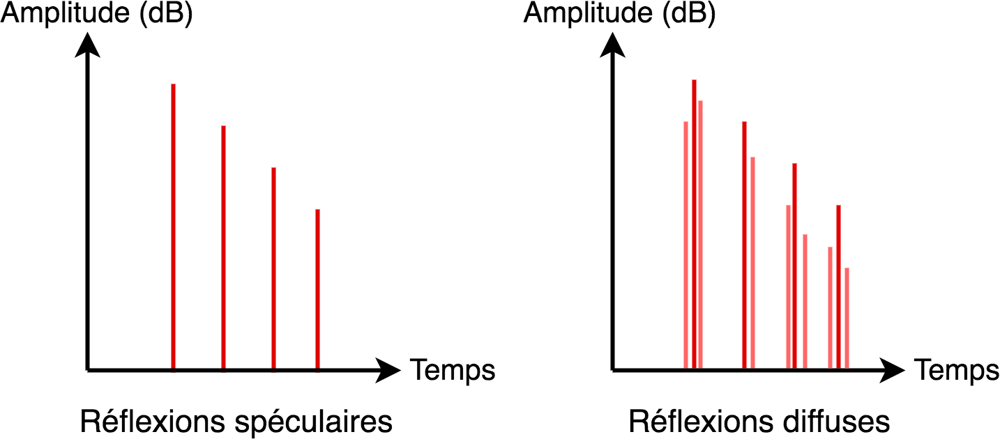 Amplitude (dB)
Amplitude (dB)
Temps
Temps
Réflexions spéculaires
Réflexions diffuses